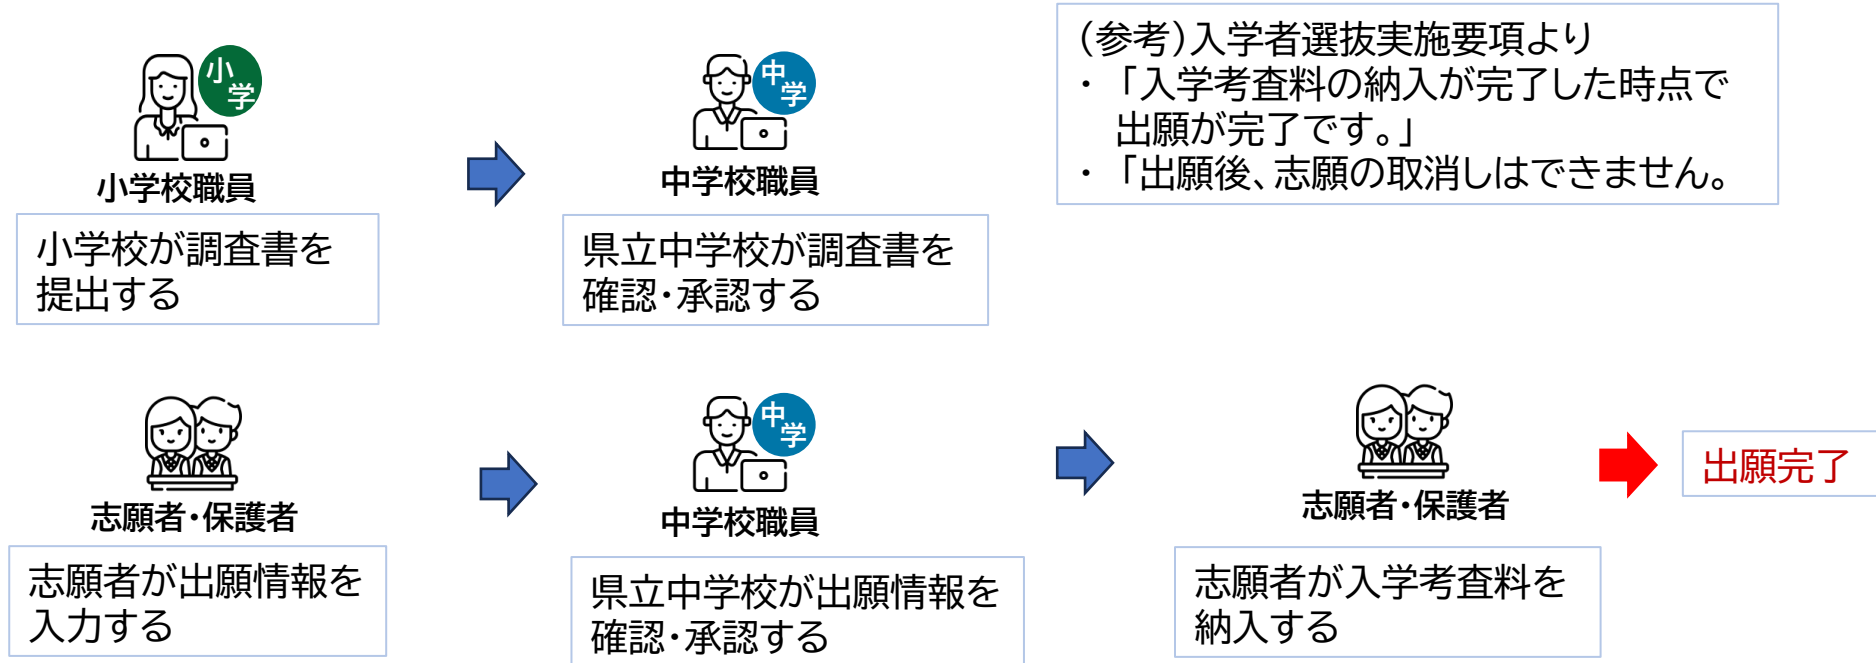 小学
小学校職員
小学校が調査書を
提出する
中学
中学校職員
県立中学校が調査書を
確認・承認する
（参考）入学者選抜実施要項より
・「入学考査料の納入が完了した時点で
出願が完了です。」
・「出願後、志願の取消しはできません。
志願者・保護者
志願者が出願情報を
入力する
中学
中学校職員
県立中学校が出願情報を
確認・承認する
志願者・保護者
志願者が入学考査料を
納入する
出願完了